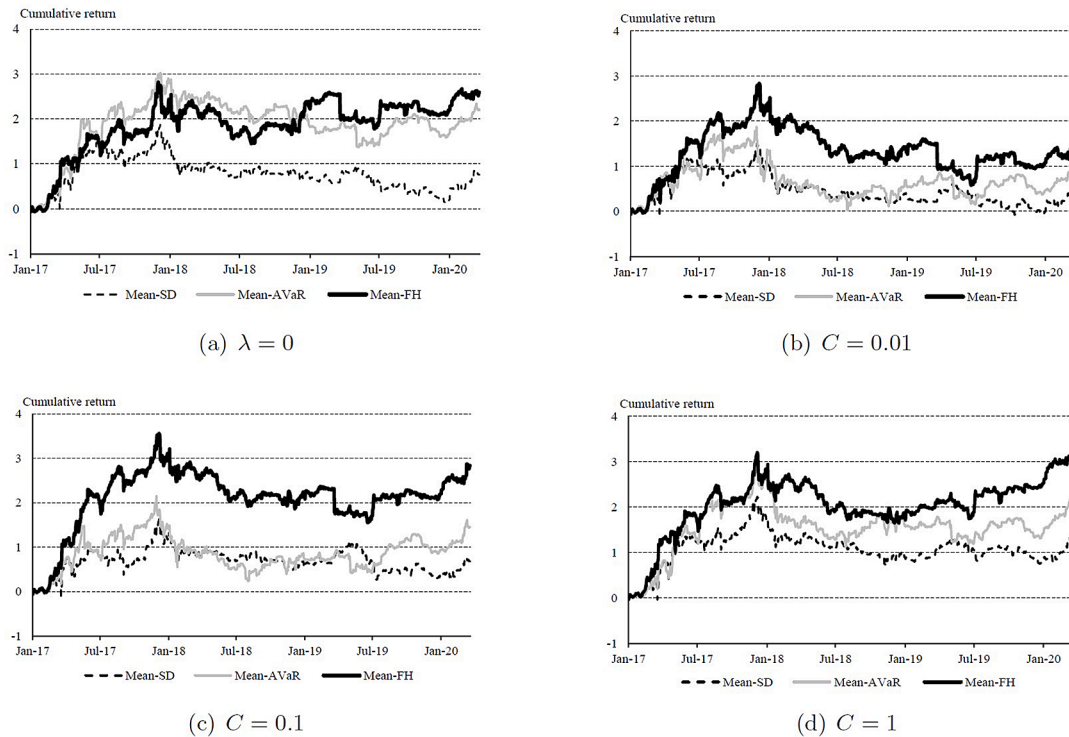 Cumulative return
4
3
2
1
0
-1
Jan-17 Jul-17 Jan-18 Jul-18 Jan-19 Jul-19 Jan-20
Mean-SD Mean-AVaR Mean-FH
(a) λ = 0
Cumulative return
4
3
2
1
0
-1
Jan-17 Jul-17 Jan-18 Jul-18 Jan-19 Jul-19 Jan-20
Mean-SD Mean-AVaR Mean-FH
(b) C = 0.01
Cumulative return
4
3
2
1
0
-1
Jan-17 Jul-17 Jan-18 Jul-18 Jan-19 Jul-19 Jan-20
Mean-SD Mean-AVaR Mean-FH
(c) C = 0.1
Cumulative return
4
3
2
1
0
-1
Jan-17 Jul-17 Jan-18 Jul-18 Jan-19 Jul-19 Jan-20
Mean-SD Mean-AVaR Mean-FH
(d) C = 1